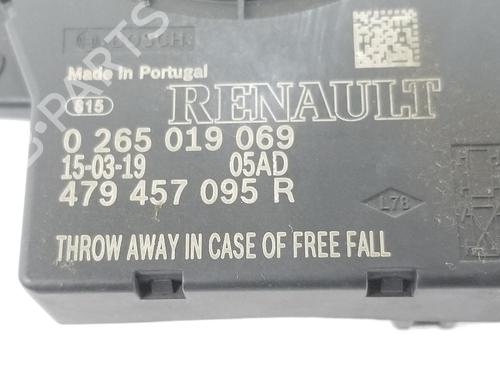 BOSCH
Made in Portugal
815
RENAULT
0 265 019 069
15-03-19 05AD
479 457 095 R
L78
THROW AWAY IN CASE OF FREE FALL
B-PARTS